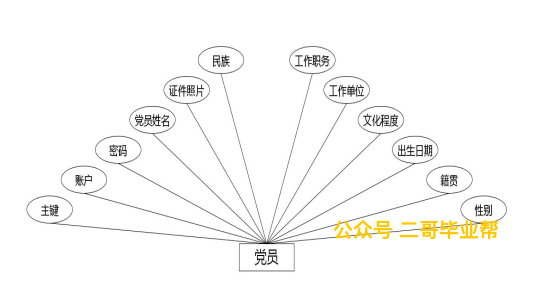 民族
工作职务
证件照片
工作单位
党员姓名
文化程度
密码
出生日期
账户
籍贯
主键
性别
公众号 二哥毕业帮
党员